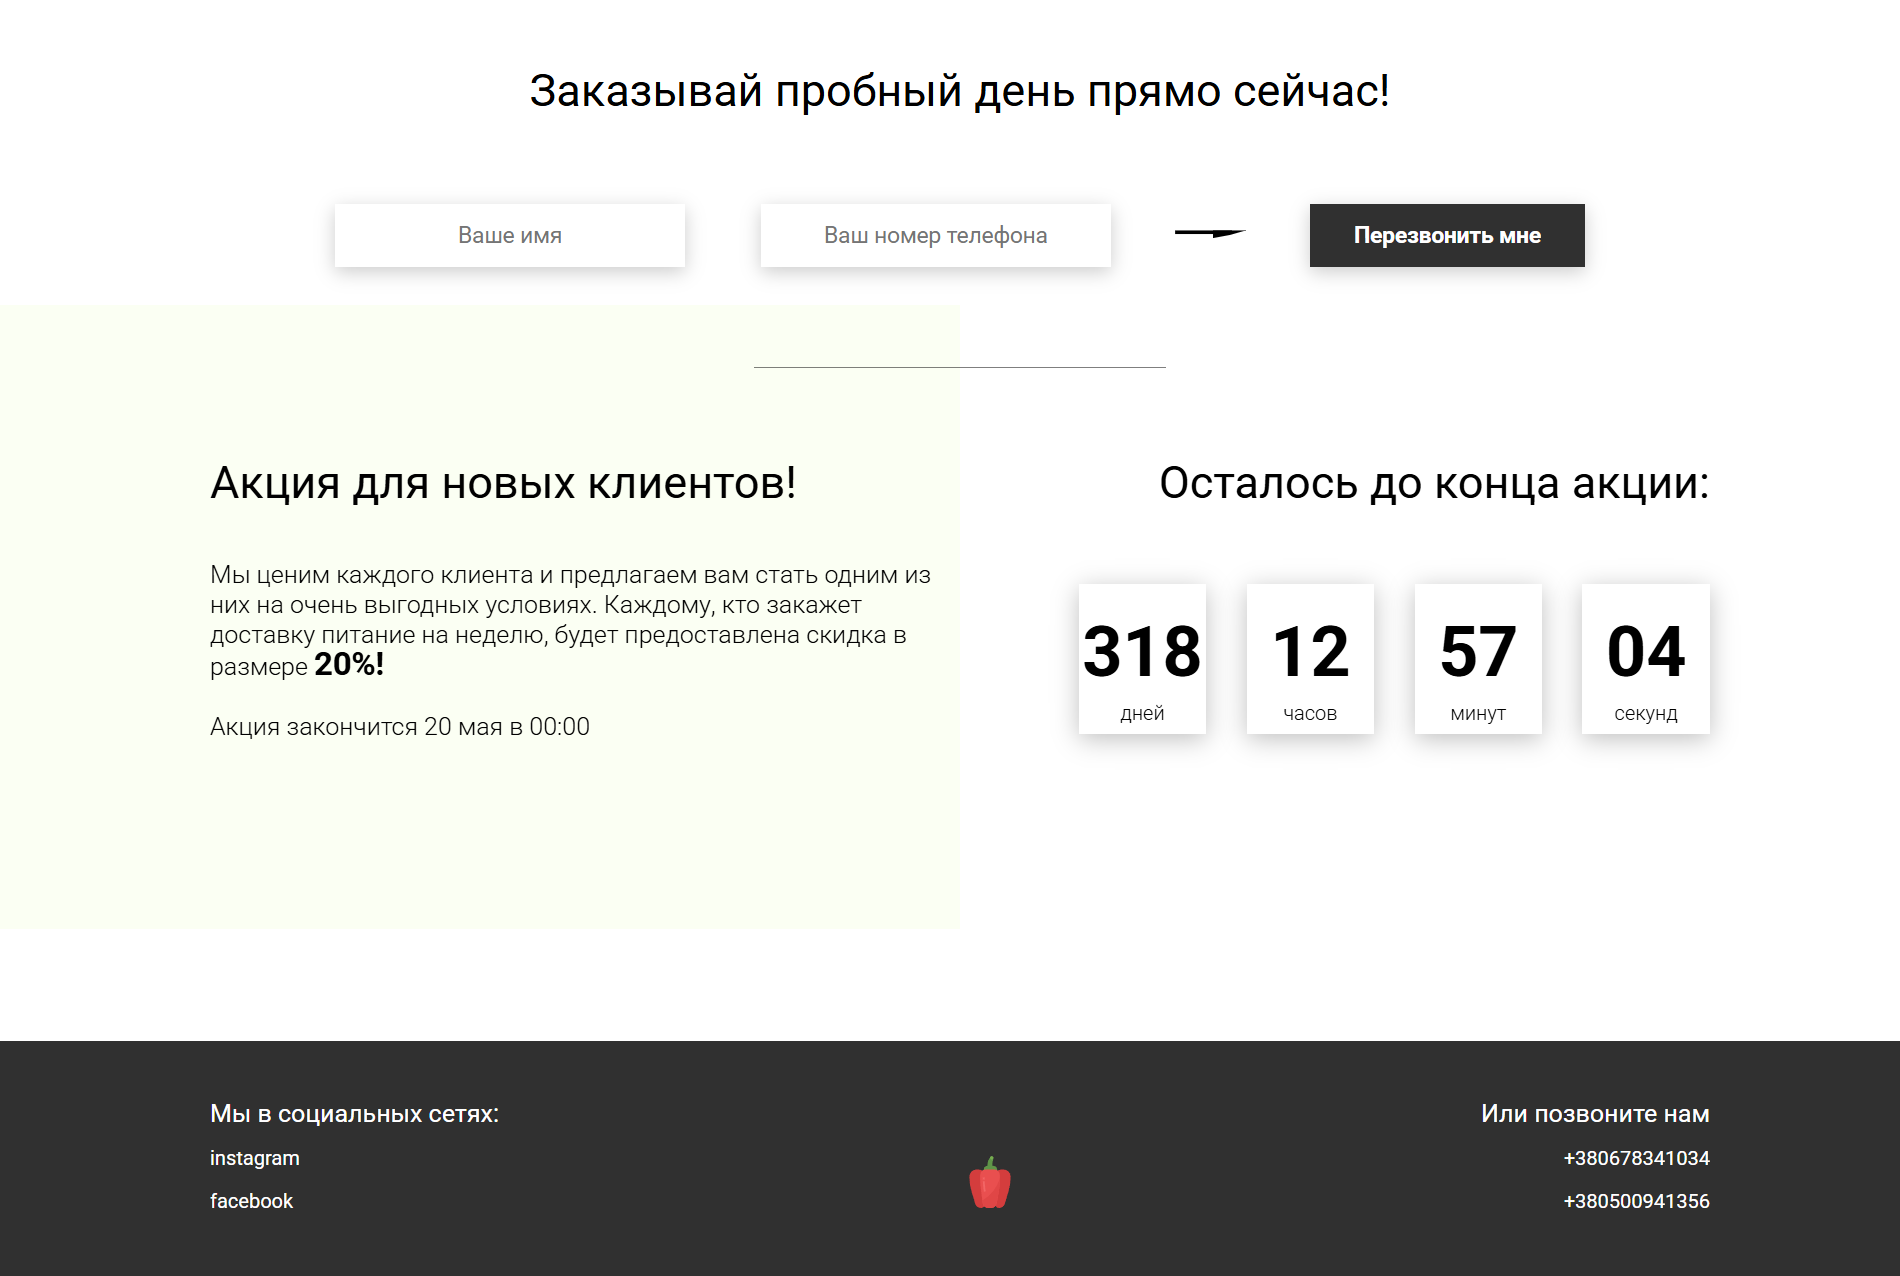 Заказывай пробный день прямо сейчас!
Ваше имя
Ваш номер телефона
Перезвонить мне
Акция для новых клиентов!
Мы ценим каждого клиента и предлагаем вам стать одним из
них на очень выгодных условиях. Каждому, кто закажет
доставку питание на неделю, будет предоставлена скидка в
размере 20%!
Акция закончится 20 мая в 00:00
Осталось до конца акции:
318
дней
12
часов
57
минут
04
секунд
Мы в социальных сетях:
instagram
facebook
Или позвоните нам
+380678341034
+380500941356